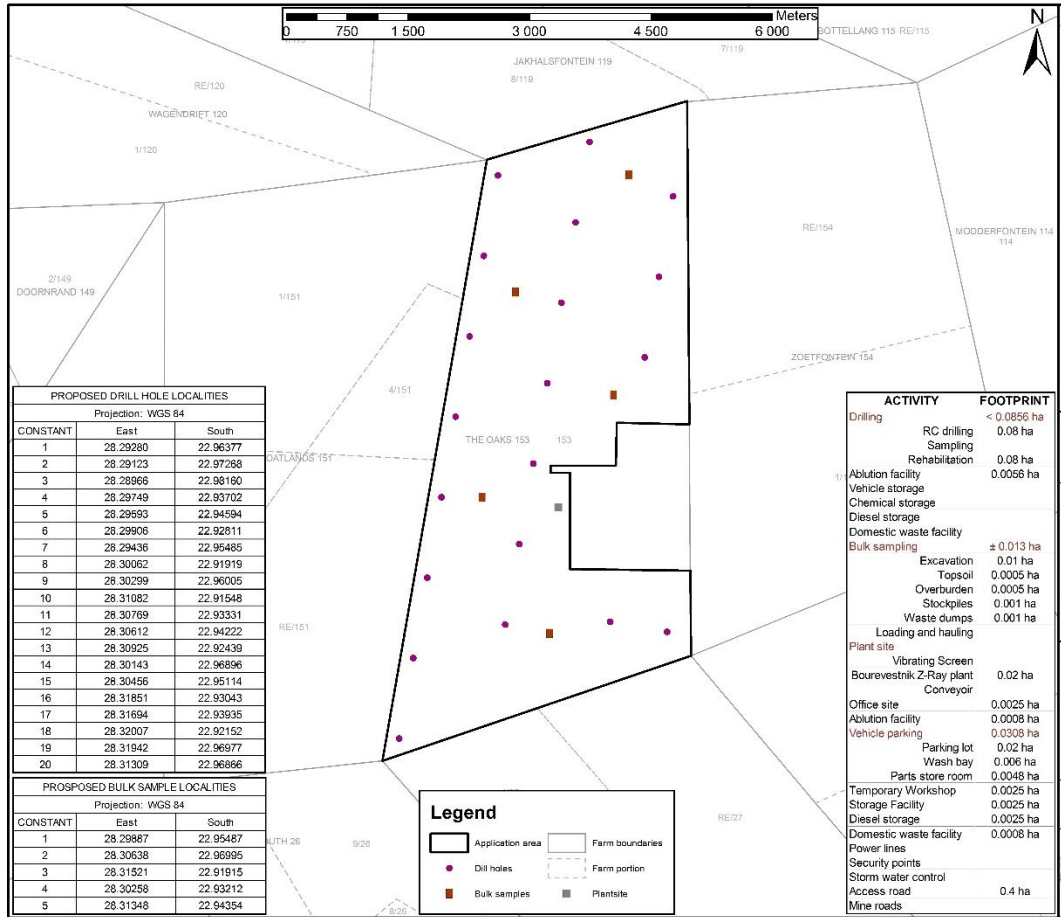 Meters
0 750 1 500 3 000 4 500 6 000
N
BOTTELLANG 115 RE/115
7/119
JAKHALSFONTEIN 119
8/119
RE/120
WAGENDRIFT 120
1/120
RE/154
MODDERFONTEIN 114
114
2/149
DOORNRAND 149
1/151
ZOETFONTEIN 154
4/151
THE OAKS 153 153
OATLANDS 151
RE/151
RE/27
9/26
8/26
PROPOSED DRILL HOLE LOCALITIES
Projection: WGS 84
CONSTANT East South
1 28.29280 22.96377
2 28.29123 22.97268
3 28.28966 22.98160
4 28.29749 22.93702
5 28.29593 22.94594
6 28.29906 22.92811
7 28.29436 22.95485
8 28.30062 22.91919
9 28.30299 22.96005
10 28.31082 22.91548
11 28.30769 22.93331
12 28.30612 22.94222
13 28.30925 22.92439
14 28.30143 22.96896
15 28.30456 22.95114
16 28.31851 22.93043
17 28.31694 22.93935
18 28.32007 22.92152
19 28.31942 22.96977
20 28.31309 22.96866
PROSPOSED BULK SAMPLE LOCALITIES
Projection: WGS 84
CONSTANT East South
1 28.29887 22.95487
2 28.30638 22.96995
3 28.31521 22.91915
4 28.30258 22.93212
5 28.31348 22.94354
Legend
Application area Farm boundaries
Dill holes Farm portion
Bulk samples Plantsite
ACTIVITY FOOTPRINT
Drilling < 0.0856 ha
RC drilling 0.08 ha
Sampling
Rehabilitation 0.08 ha
Ablution facility 0.0056 ha
Vehicle storage
Chemical storage
Diesel storage
Domestic waste facility
Bulk sampling ± 0.013 ha
Excavation 0.01 ha
Topsoil 0.0005 ha
Overburden 0.0005 ha
Stockpiles 0.001 ha
Waste dumps 0.001 ha
Loading and hauling
Plant site
Vibrating Screen
Bourevestnik Z-Ray plant 0.02 ha
Conveyoir
Office site 0.0025 ha
Ablution facility 0.0008 ha
Vehicle parking 0.0308 ha
Parking lot 0.02 ha
Wash bay 0.006 ha
Parts store room 0.0048 ha
Temporary Workshop 0.0025 ha
Storage Facility 0.0025 ha
Diesel storage 0.0025 ha
Domestic waste facility 0.0008 ha
Power lines
Security points
Storm water control
Access road 0.4 ha
Mine roads